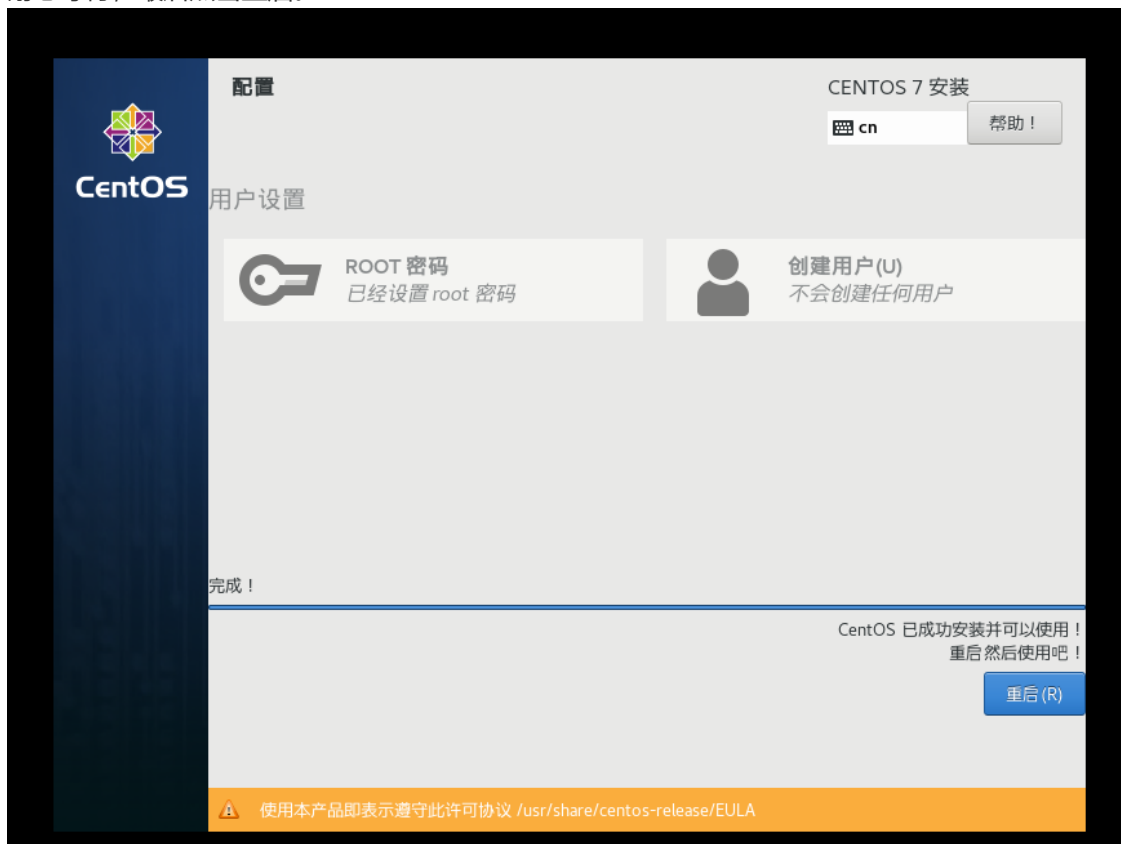 配置
CENTOS 7 安装
cn
帮助！
CentOS
用户设置
ROOT 密码
已经设置 root 密码
创建用户(U)
不会创建任何用户
完成！
CentOS 已成功安装并可以使用！
重启然后使用吧！
重启(R)
使用本产品即表示遵守此许可协议 /usr/share/centos-release/EULA